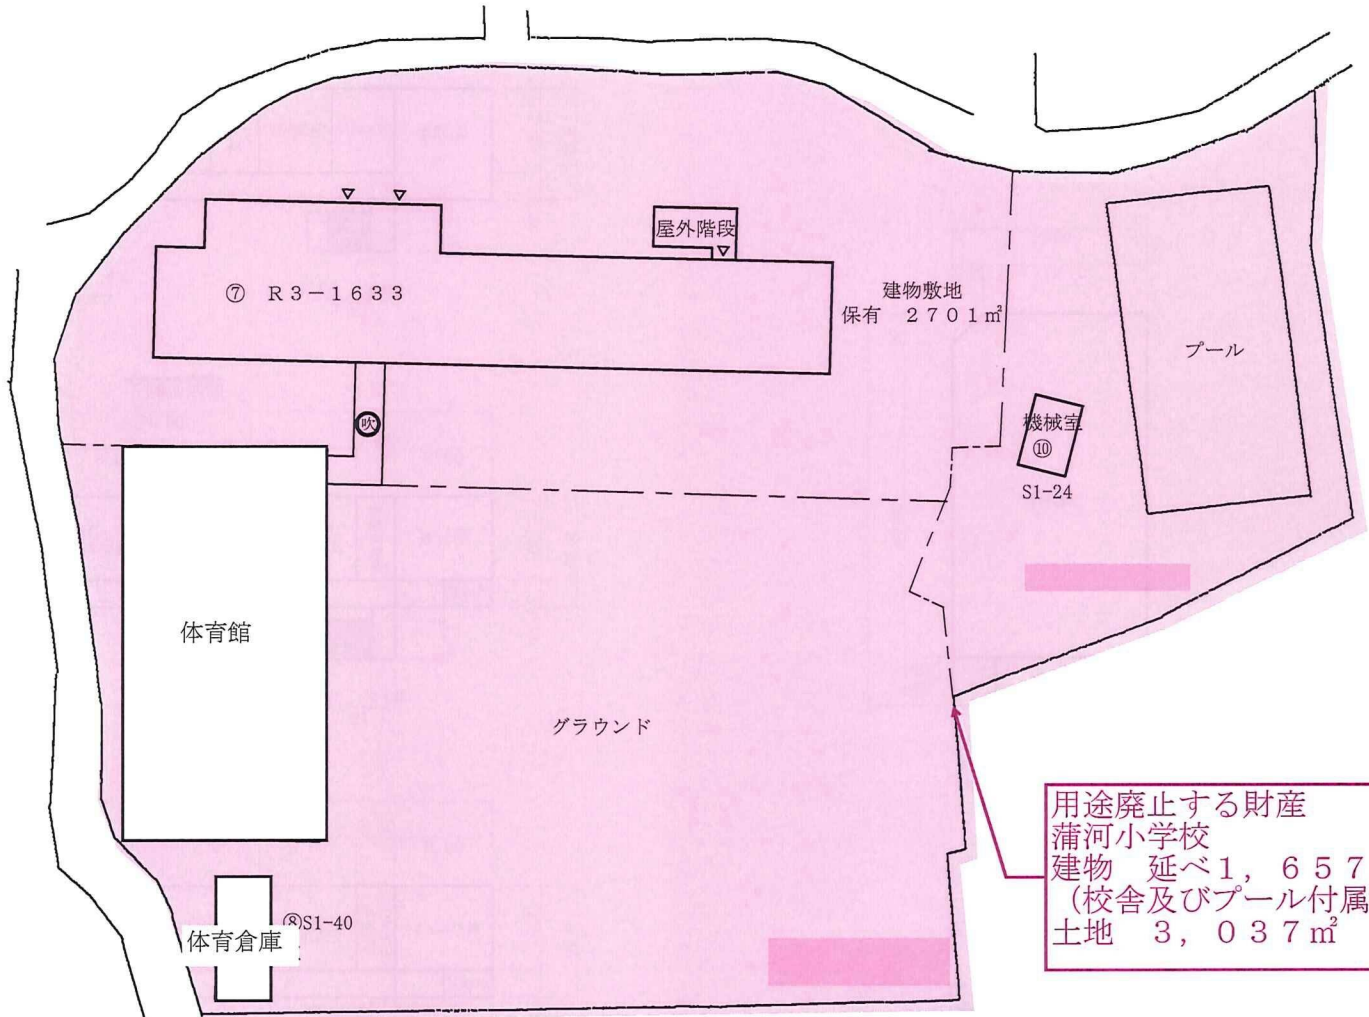 屋外階段
⑦ R3-1633
建物敷地
保有 2701㎡
プール
吹
機械室
⑩
S1-24
体育館
グラウンド
⑧S1-40
体育倉庫
用途廃止する財産
蒲河小学校
建物 延べ1,657
(校舎及びプール付属
土地 3,037㎡